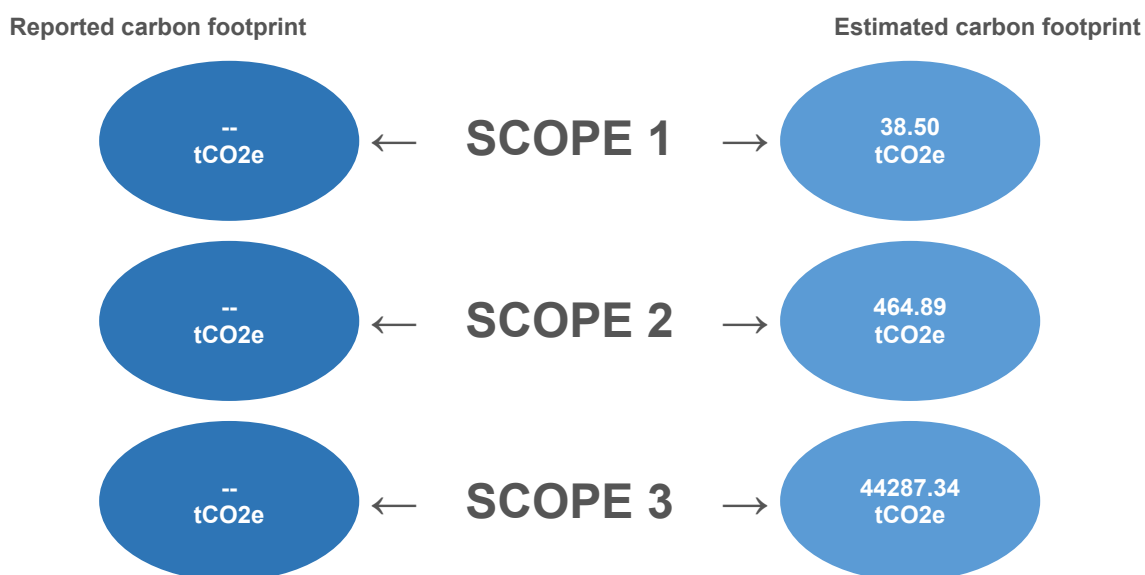 Reported carbon footprint
Estimated carbon footprint
--
tCO2e
← SCOPE 1 →
38.50
tCO2e
--
tCO2e
← SCOPE 2 →
464.89
tCO2e
--
tCO2e
← SCOPE 3 →
44287.34
tCO2e